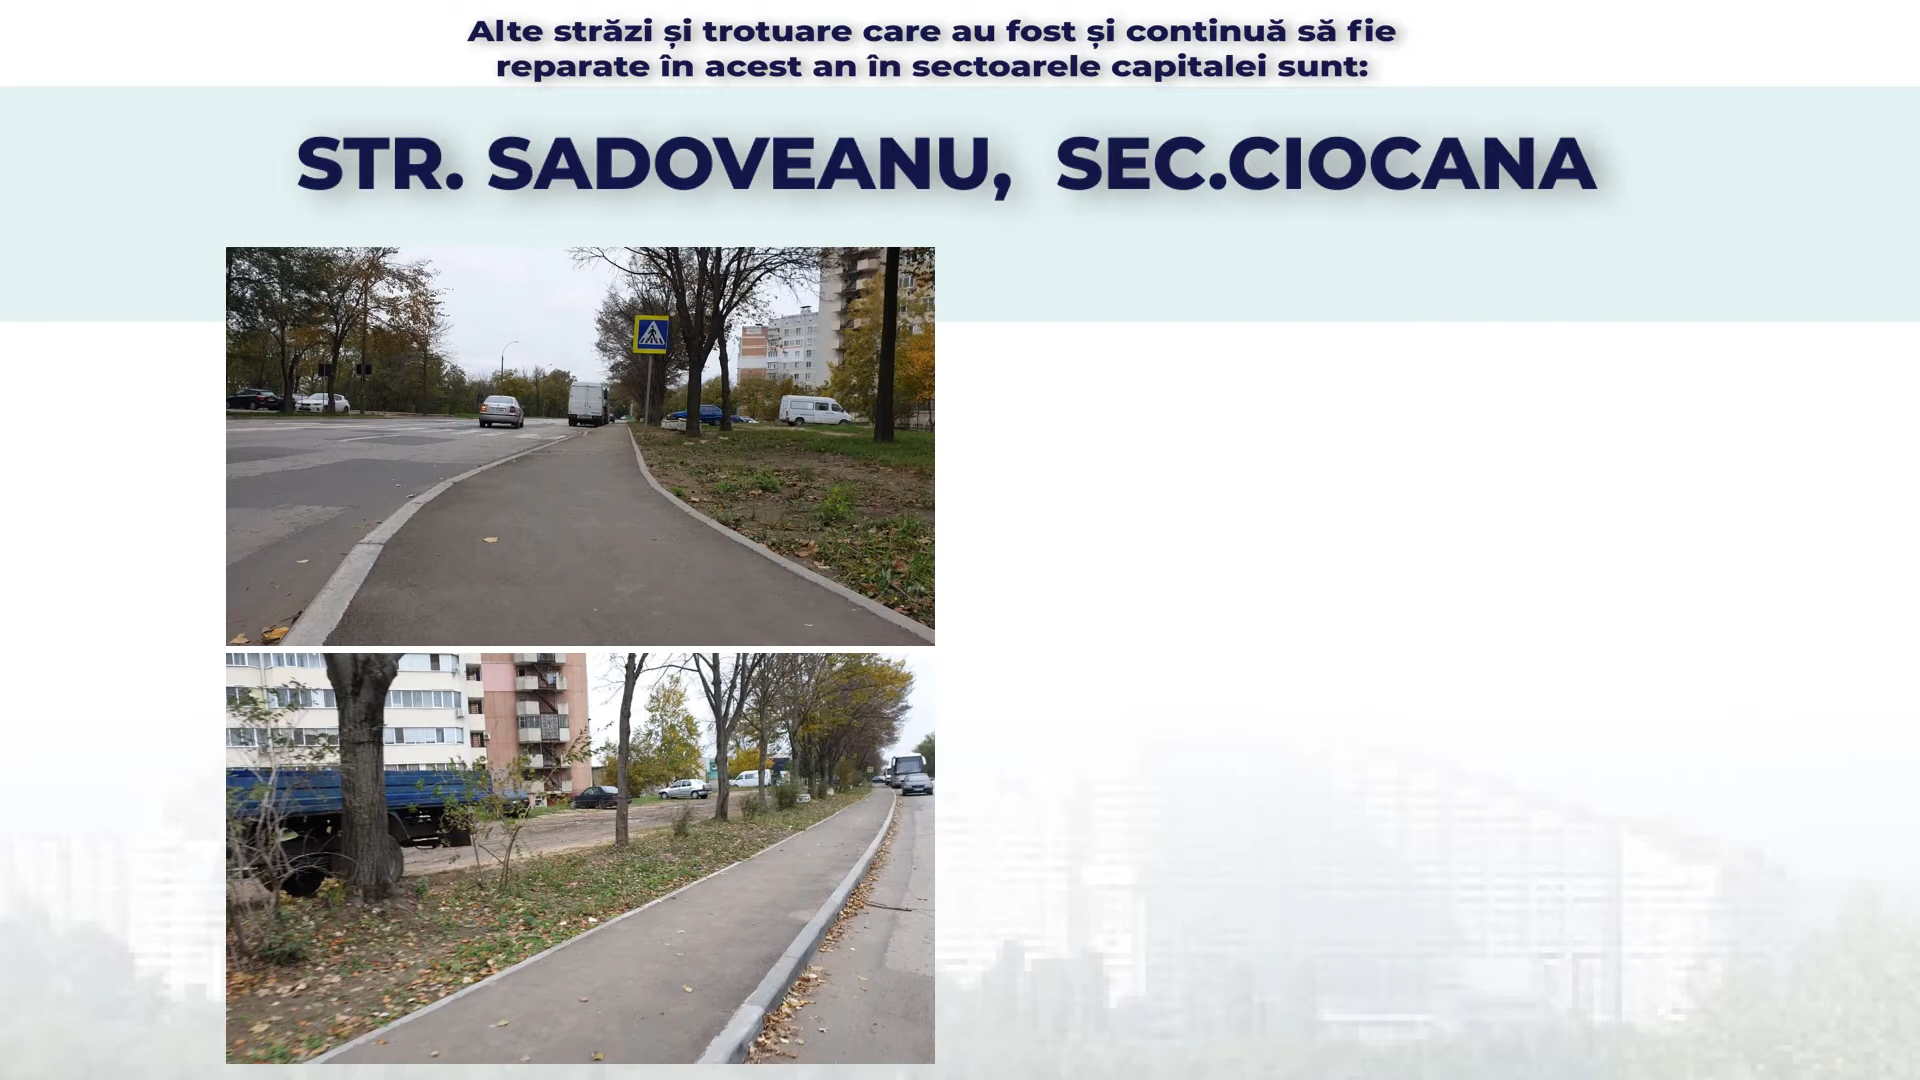 Alte străzi și trotuare care au fost și continuă să fie
reparate în acest an în sectoarele capitalei sunt:
STR. SADOVEANU, SEC.CIOCANA